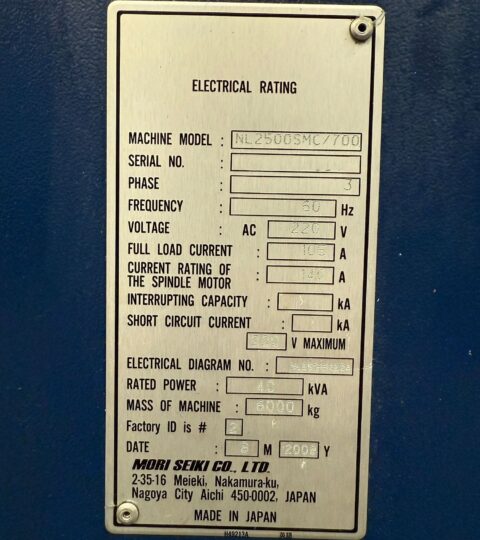 ELECTRICAL RATING
MACHINE MODEL : NL2500SMC/700
SERIAL NO. :
PHASE : 3
FREQUENCY : 60 Hz
VOLTAGE : AC 220 V
FULL LOAD CURRENT : 105 A
CURRENT RATING OF THE SPINDLE MOTOR : A
INTERRUPTING CAPACITY : kA
SHORT CIRCUIT CURRENT : kA
V MAXIMUM
ELECTRICAL DIAGRAM NO. :
RATED POWER : 40 kVA
MASS OF MACHINE : 6000 kg
Factory ID is # 2
DATE : M Y
MORI SEIKI CO., LTD.
2-35-16 Meieki, Nakamura-ku,
Nagoya City Aichi 450-0002, JAPAN
MADE IN JAPAN